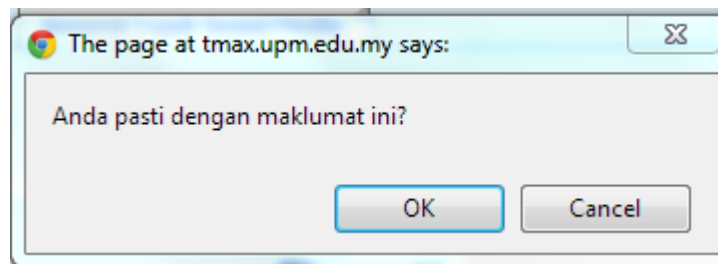 The page at tmax.upm.edu.my says:
Anda pasti dengan maklumat ini?
OK
Cancel